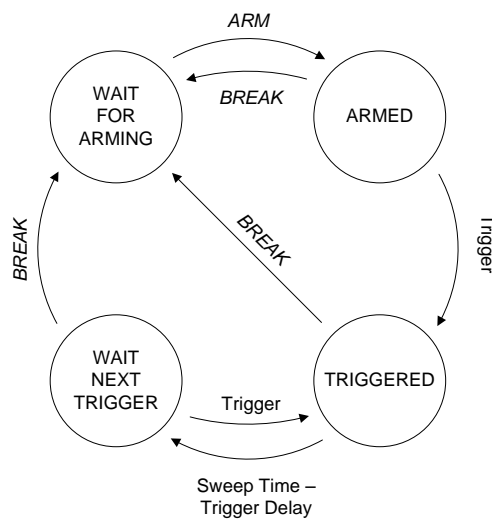 ARM
BREAK
WAIT
FOR
ARMING
ARMED
BREAK
BREAK
Trigger
WAIT
NEXT
TRIGGER
Trigger
TRIGGERED
Sweep Time –
Trigger Delay